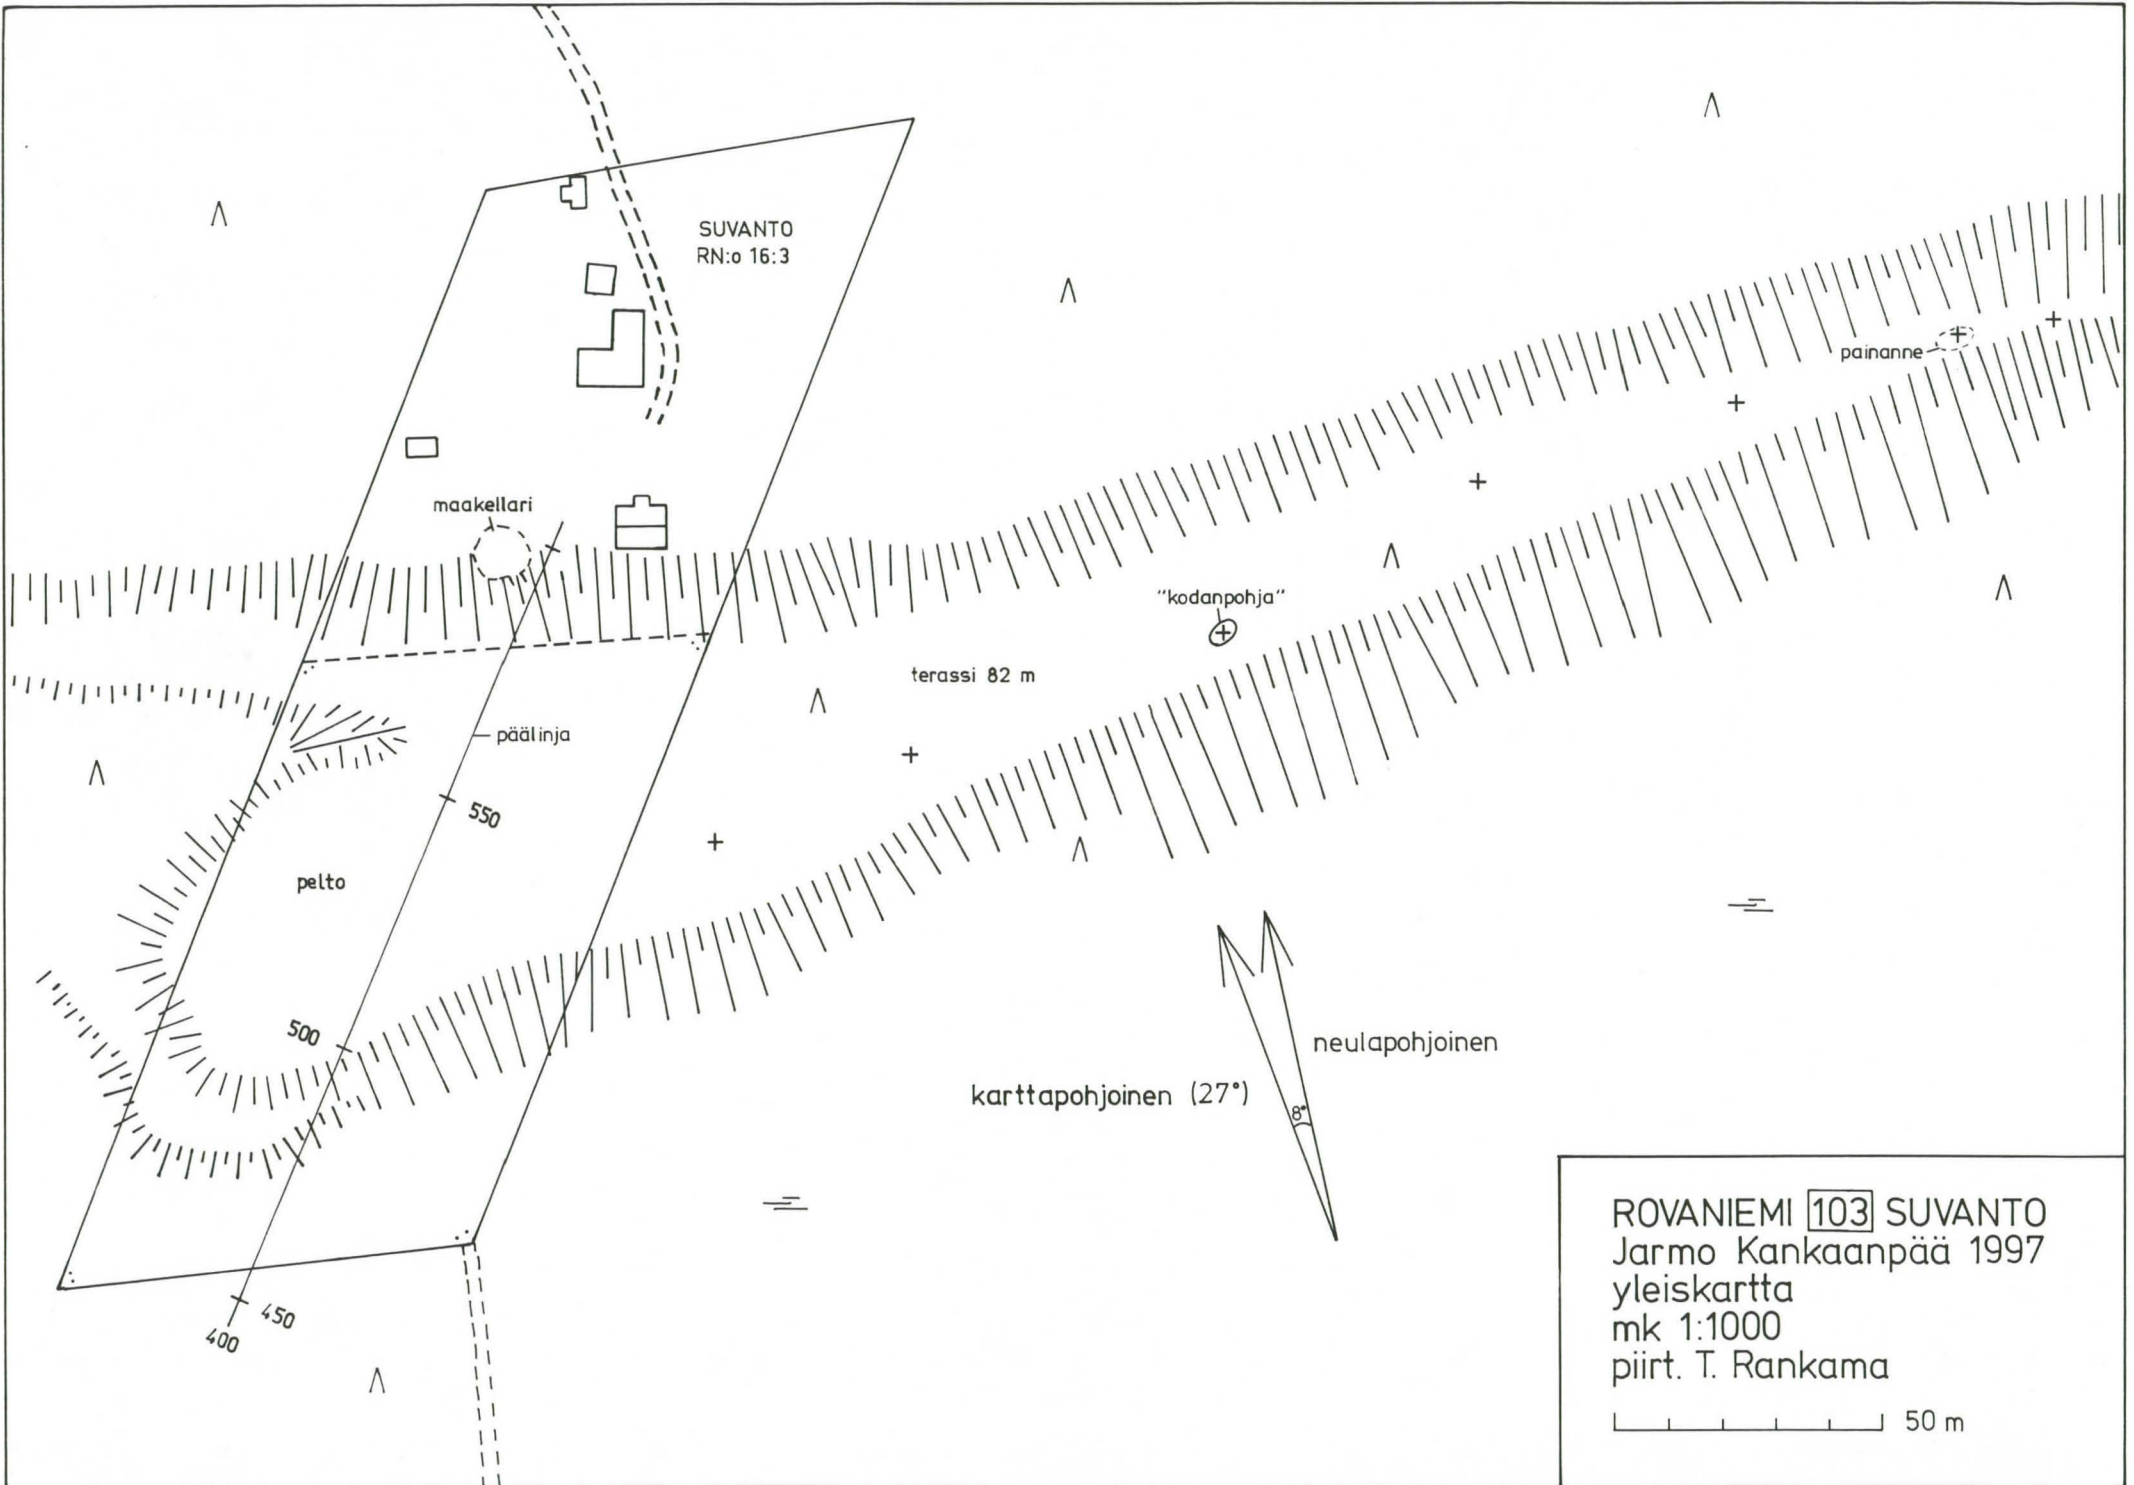 SUVANTO
RN:o 16:3
painanne
maakellari
"kodanpohja"
terassi 82 m
päälinja
550
pelto
500
neulapohjoinen
karttapohjoinen (27°)
8°
450
400
ROVANIEMI 103 SUVANTO
Jarmo Kankaanpää 1997
yleiskartta
mk 1:1000
piirt. T. Rankama
50 m